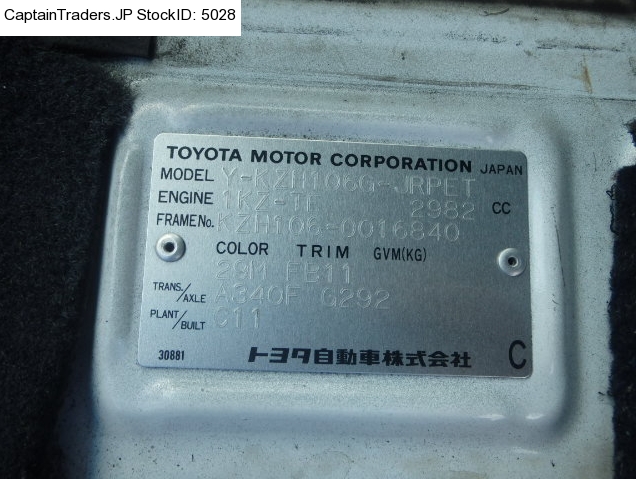 CaptainTraders.JP StockID: 5028
TOYOTA MOTOR CORPORATION JAPAN
MODEL Y-KZH106G-JRPET
ENGINE 1KZ-TE 2982 CC
FRAME No. KZH106-0016840
COLOR TRIM GVM(KG)
29M FB11
TRANS./AXLE A340F G292
PLANT/BUILT C11
30881 トヨタ自動車株式会社 C